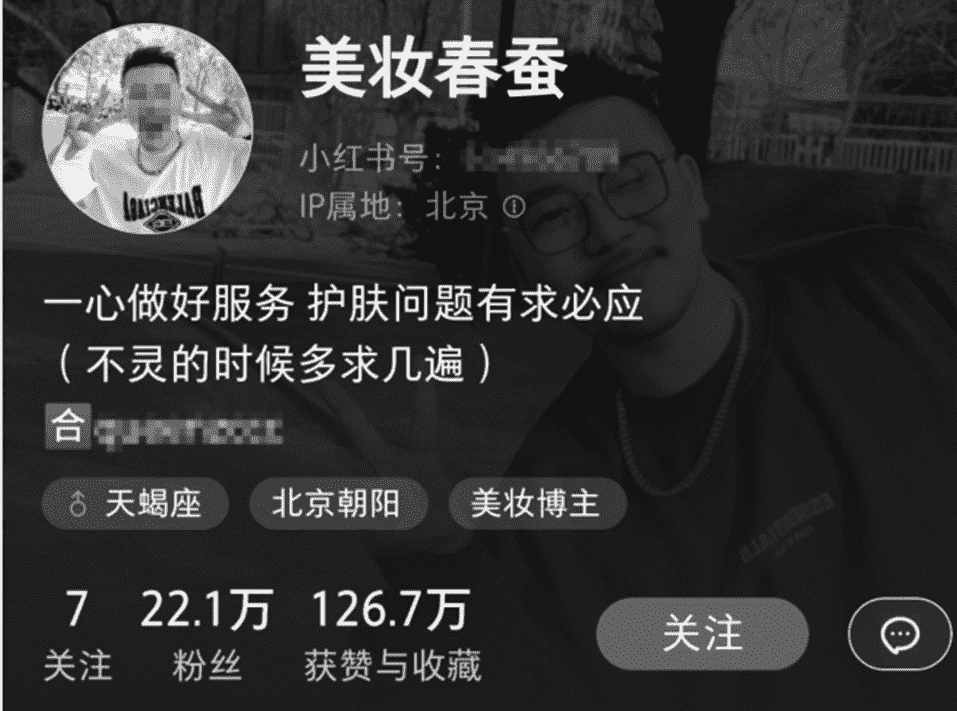 美妆春蚕
小红书号：
IP属地：北京
一心做好服务 护肤问题有求必应
（不灵的时候多求几遍）
合
♂ 天蝎座 北京朝阳 美妆博主
7 22.1万 126.7万
关注 粉丝 获赞与收藏
关注